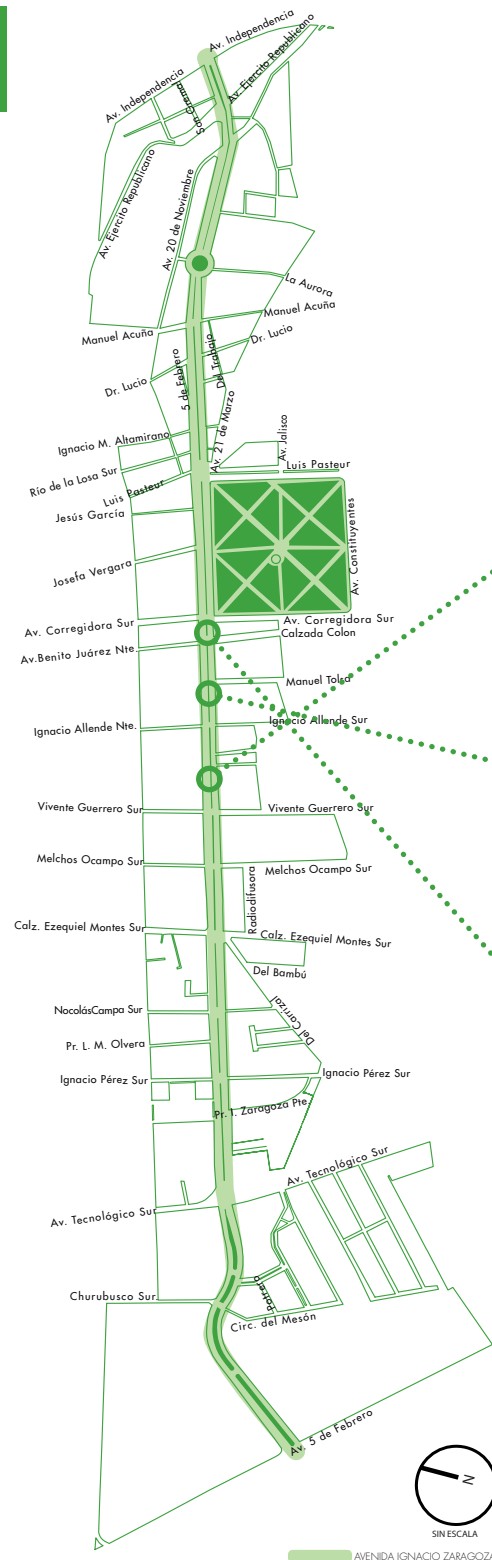 Av. Independencia
Av. Ejercito Republicano
Av. Independencia
San Gremal
Av. Ejercito Republicano
Av. 20 de Noviembre
La Aurora
Manuel Acuña
Manuel Acuña
Dr. Lucio
Del Trabajo
5 de Febrero
Dr. Lucio
Av. 21 de Marzo
Av. Jalisco
Ignacio M. Altamirano
Luis Pasteur
Río de la Losa Sur
Luis Pasteur
Jesús García
Av. Constituyentes
Josefa Vergara
Av. Corregidora Sur
Av. Corregidora Sur
Calzada Colon
Av.Benito Juárez Nte.
Manuel Tolsa
Ignacio Allende Sur
Ignacio Allende Nte.
Vivente Guerrero Sur
Vivente Guerrero Sur
Melchos Ocampo Sur
Melchos Ocampo Sur
Radiodifusora
Calz. Ezequiel Montes Sur
Calz. Ezequiel Montes Sur
Del Bambú
NocolásCampa Sur
Del Carrizal
Pr. L. M. Olvera
Ignacio Pérez Sur
Ignacio Pérez Sur
Pr. I. Zaragoza Pte.
Av. Tecnológico Sur
Av. Tecnológico Sur
Churubusco Sur
Potrero
Circ. del Mesón
Av. 5 de Febrero
N
SIN ESCALA
AVENIDA IGNACIO ZARAGOZA